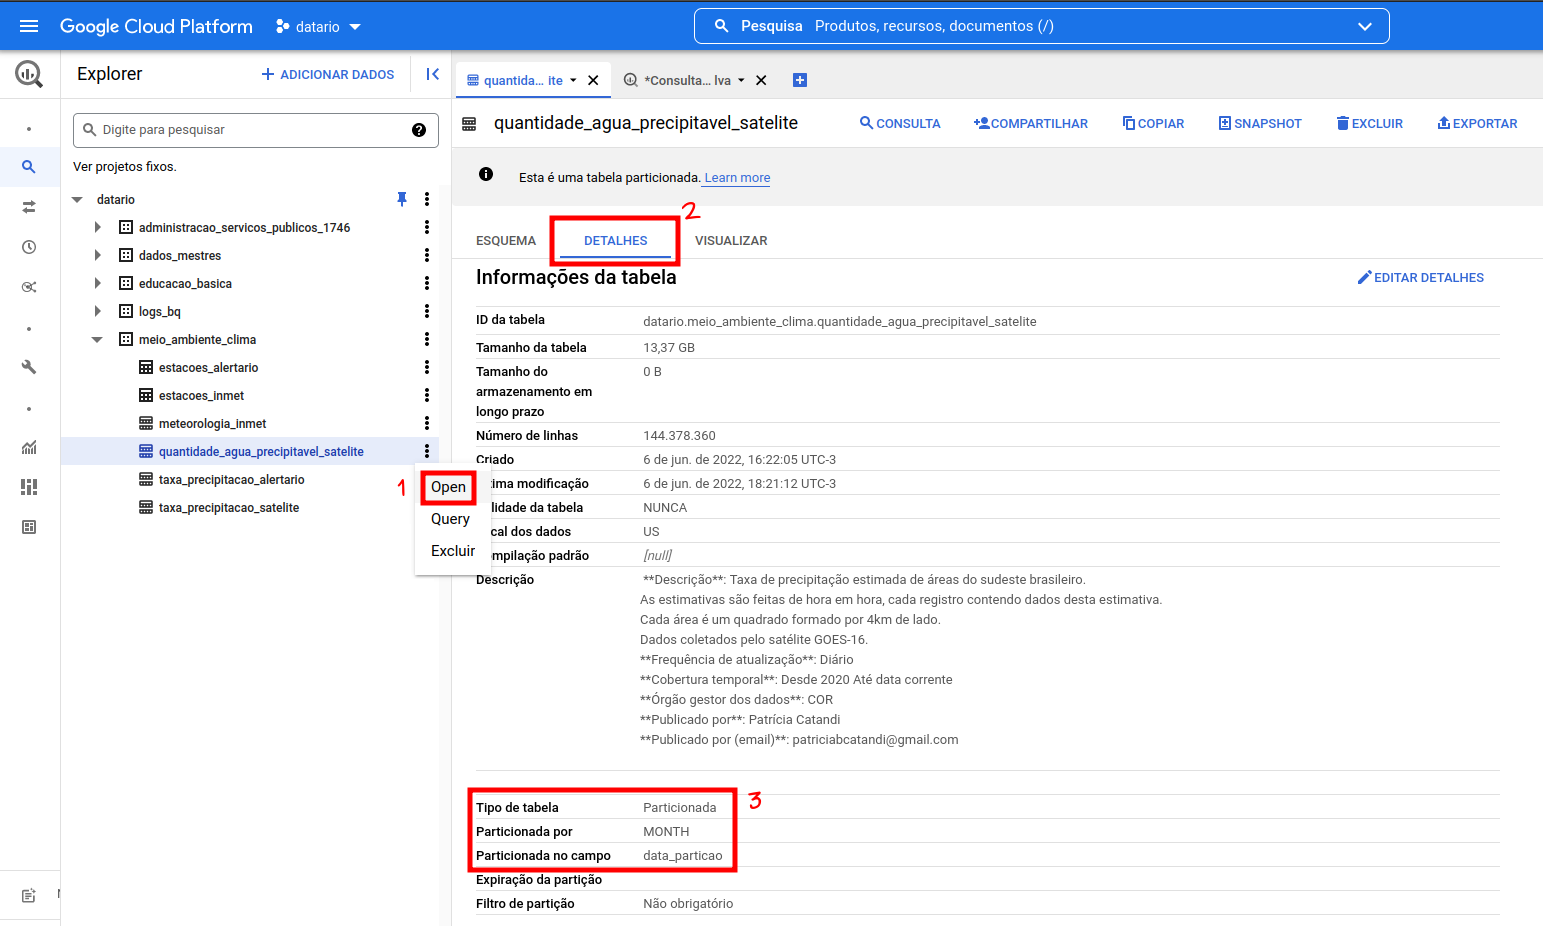 Google Cloud Platform
datario
Pesquisa Produtos, recursos, documentos (/)
Explorer
ADICIONAR DADOS
quantida... ite
*Consulta... lva
Digite para pesquisar
Ver projetos fixos.
datario
administracao_servicos_publicos_1746
dados_mestres
educacao_basica
logs_bq
meio_ambiente_clima
estacoes_alertario
estacoes_inmet
meteorologia_inmet
quantidade_agua_precipitavel_satelite
taxa_precipitacao_alertario
taxa_precipitacao_satelite
1
Open
Query
Excluir
quantidade_agua_precipitavel_satelite
CONSULTA
COMPARTILHAR
COPIAR
SNAPSHOT
EXCLUIR
EXPORTAR
Esta é uma tabela particionada. Learn more
2
ESQUEMA
DETALHES
VISUALIZAR
Informações da tabela
EDITAR DETALHES
ID da tabela datario.meio_ambiente_clima.quantidade_agua_precipitavel_satelite
Tamanho da tabela 13,37 GB
Tamanho do 0 B
armazenamento em
longo prazo
Número de linhas 144.378.360
Criado 6 de jun. de 2022, 16:22:05 UTC-3
tima modificação 6 de jun. de 2022, 18:21:12 UTC-3
lidade da tabela NUNCA
cal dos dados US
ompilação padrão [null]
Descrição **Descrição**: Taxa de precipitação estimada de áreas do sudeste brasileiro.
As estimativas são feitas de hora em hora, cada registro contendo dados desta estimativa.
Cada área é um quadrado formado por 4km de lado.
Dados coletados pelo satélite GOES-16.
**Frequência de atualização**: Diário
**Cobertura temporal**: Desde 2020 Até data corrente
**Órgão gestor dos dados**: COR
**Publicado por**: Patrícia Catandi
**Publicado por (email)**: patriciabcatandi@gmail.com
3
Tipo de tabela Particionada
Particionada por MONTH
Particionada no campo data_particao
Expiração da partição
Filtro de partição Não obrigatório